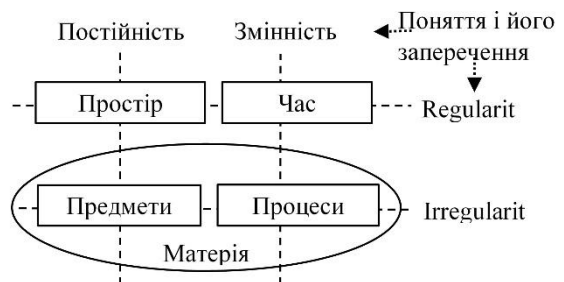 Постійність Змінність Поняття і його
заперечення
Простір Час Regularit
Предмети Процеси Irregularit
Матерія